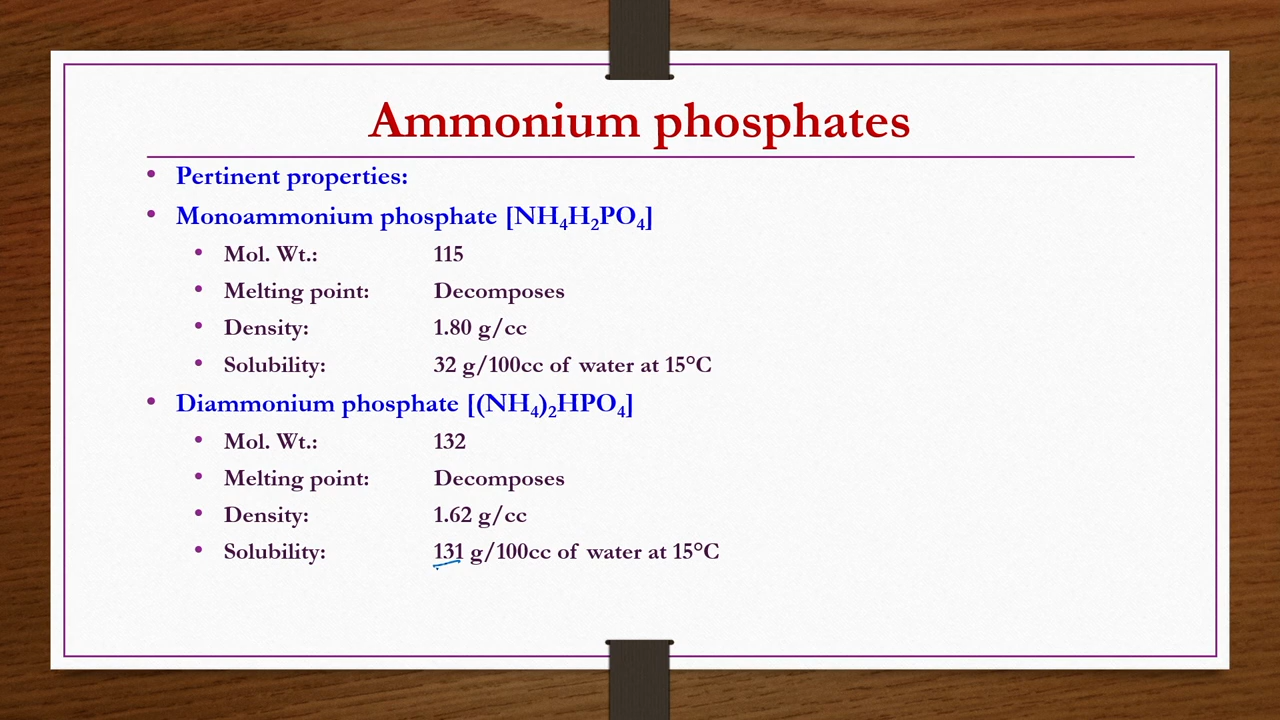 Ammonium phosphates
• Pertinent properties:
• Monoammonium phosphate [NH₄H₂PO₄]
• Mol. Wt.: 115
• Melting point: Decomposes
• Density: 1.80 g/cc
• Solubility: 32 g/100cc of water at 15°C
• Diammonium phosphate [(NH₄)₂HPO₄]
• Mol. Wt.: 132
• Melting point: Decomposes
• Density: 1.62 g/cc
• Solubility: 131 g/100cc of water at 15°C